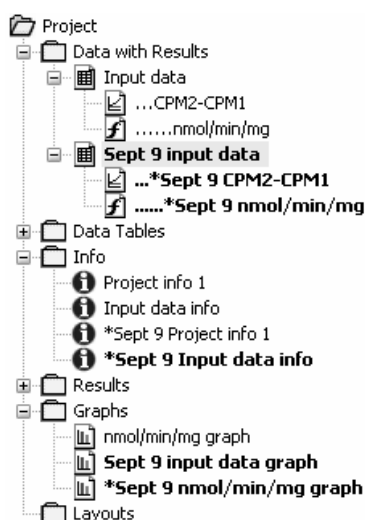 Project
Data with Results
Input data
...CPM2-CPM1
......nmol/min/mg
Sept 9 input data
...*Sept 9 CPM2-CPM1
......*Sept 9 nmol/min/mg
Data Tables
Info
Project info 1
Input data info
*Sept 9 Project info 1
*Sept 9 Input data info
Results
Graphs
nmol/min/mg graph
Sept 9 input data graph
*Sept 9 nmol/min/mg graph
Layouts